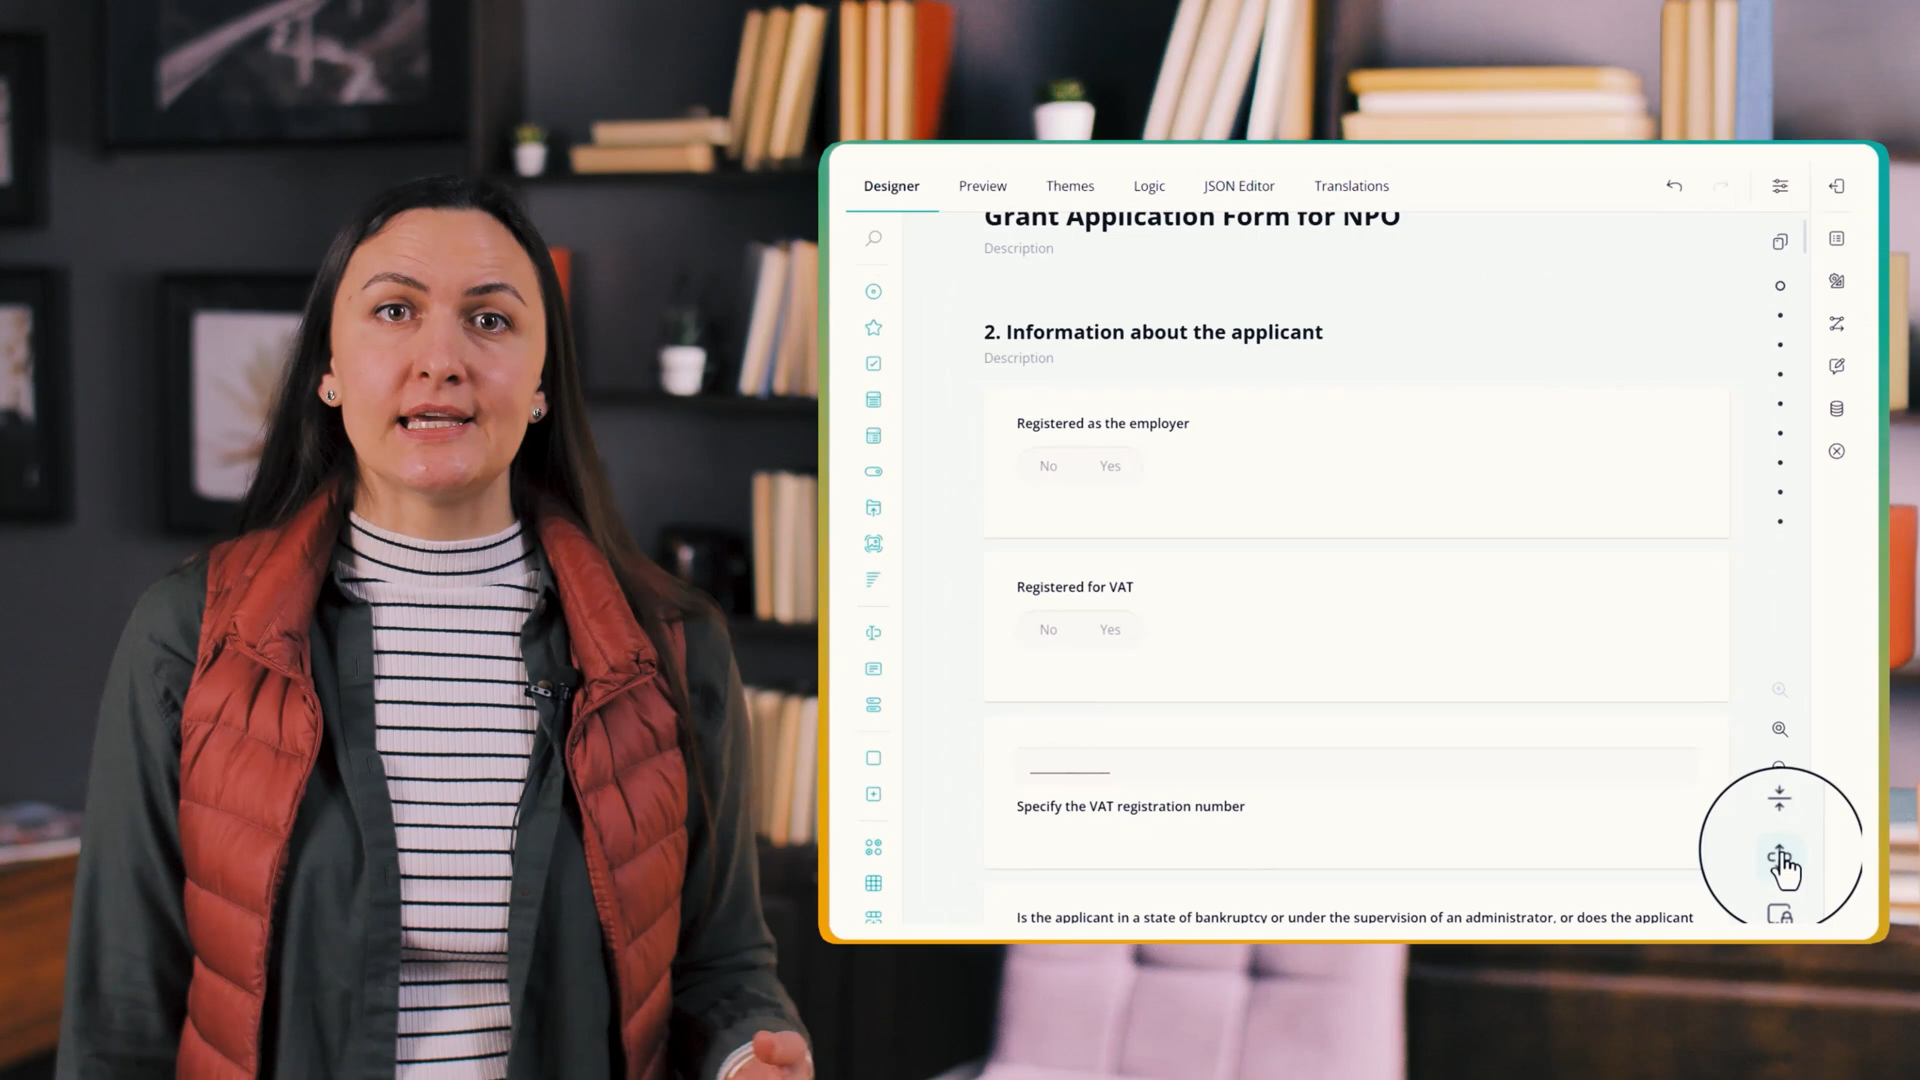 Designer Preview Themes Logic JSON Editor Translations
Grant Application Form for NPO
Description
2. Information about the applicant
Description
Registered as the employer
No Yes
Registered for VAT
No Yes
Specify the VAT registration number
Is the applicant in a state of bankruptcy or under the supervision of an administrator, or does the applicant